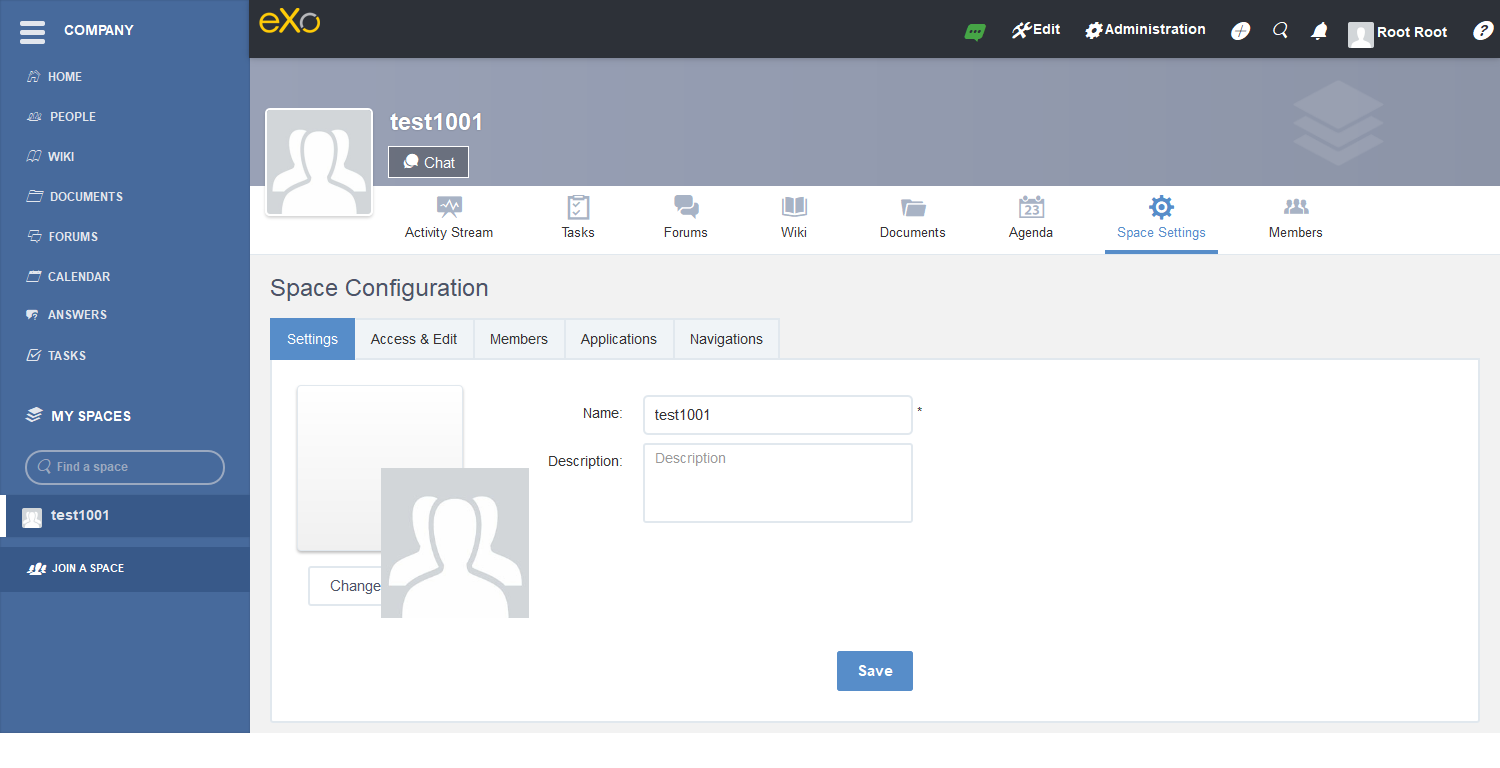 COMPANY
eXo
Edit
Administration
Root Root
?
HOME
PEOPLE
WIKI
DOCUMENTS
FORUMS
CALENDAR
ANSWERS
TASKS
MY SPACES
Find a space
test1001
JOIN A SPACE
test1001
Chat
Activity Stream
Tasks
Forums
Wiki
Documents
23
Agenda
Space Settings
Members
Space Configuration
Settings
Access & Edit
Members
Applications
Navigations
Name:
test1001
*
Description:
Description
Change
Save